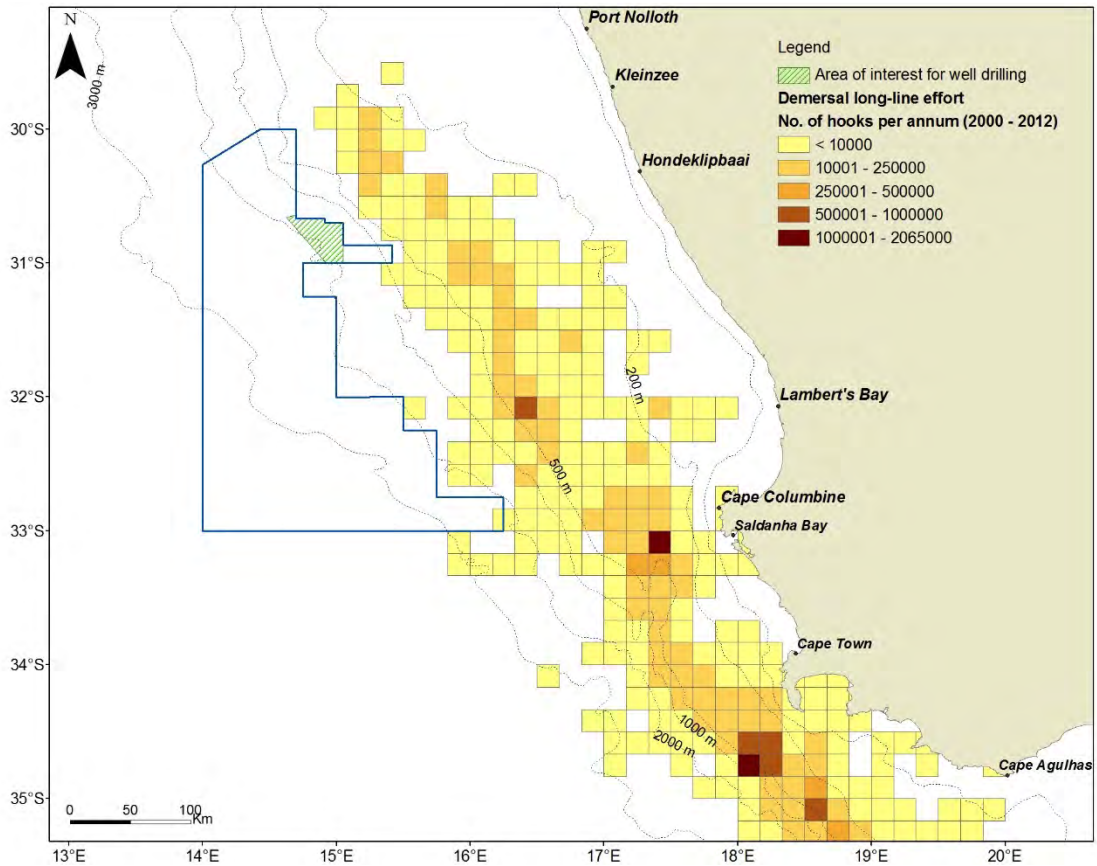 N
3000 m
Port Nolloth
Kleinzee
Hondeklipbaai
Legend
Area of interest for well drilling
Demersal long-line effort
No. of hooks per annum (2000 - 2012)
< 10000
10001 - 250000
250001 - 500000
500001 - 1000000
1000001 - 2065000
30°S
31°S
32°S
33°S
34°S
35°S
200 m
Lambert's Bay
500 m
Cape Columbine
Saldanha Bay
Cape Town
1000 m
2000 m
Cape Agulhas
0 50 100
Km
13°E 14°E 15°E 16°E 17°E 18°E 19°E 20°E